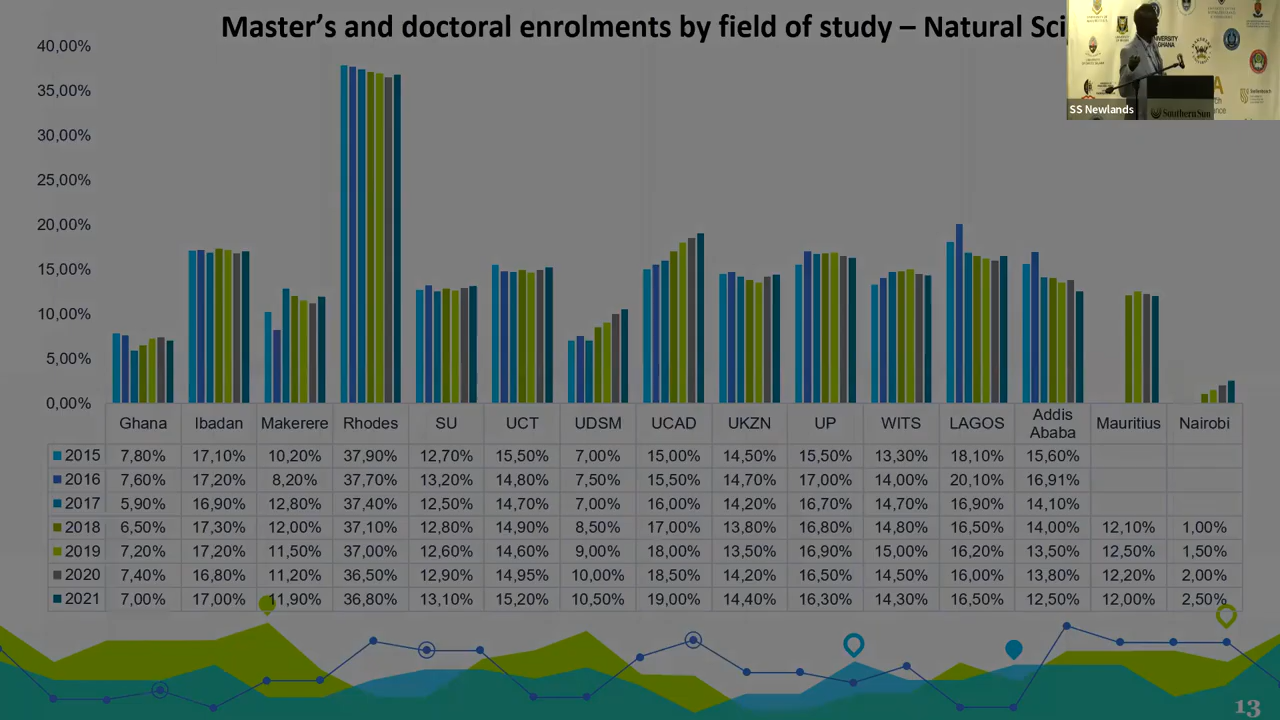 Master’s and doctoral enrolments by field of study – Natural Sci
SS Newlands
UNIVERSITY
GHANA
Southern Sun
40,00%
35,00%
30,00%
25,00%
20,00%
15,00%
10,00%
5,00%
0,00%
Ghana Ibadan Makerere Rhodes SU UCT UDSM UCAD UKZN UP WITS LAGOS Addis Ababa Mauritius Nairobi
2015 7,80% 17,10% 10,20% 37,90% 12,70% 15,50% 7,00% 15,00% 14,50% 15,50% 13,30% 18,10% 15,60%
2016 7,60% 17,20% 8,20% 37,70% 13,20% 14,80% 7,50% 15,50% 14,70% 17,00% 14,00% 20,10% 16,91%
2017 5,90% 16,90% 12,80% 37,40% 12,50% 14,70% 7,00% 16,00% 14,20% 16,70% 14,70% 16,90% 14,10%
2018 6,50% 17,30% 12,00% 37,10% 12,80% 14,90% 8,50% 17,00% 13,80% 16,80% 14,80% 16,50% 14,00% 12,10% 1,00%
2019 7,20% 17,20% 11,50% 37,00% 12,60% 14,60% 9,00% 18,00% 13,50% 16,90% 15,00% 16,20% 13,50% 12,50% 1,50%
2020 7,40% 16,80% 11,20% 36,50% 12,90% 14,95% 10,00% 18,50% 14,20% 16,50% 14,50% 16,00% 13,80% 12,20% 2,00%
2021 7,00% 17,00% 11,90% 36,80% 13,10% 15,20% 10,50% 19,00% 14,40% 16,30% 14,30% 16,50% 12,50% 12,00% 2,50%
13